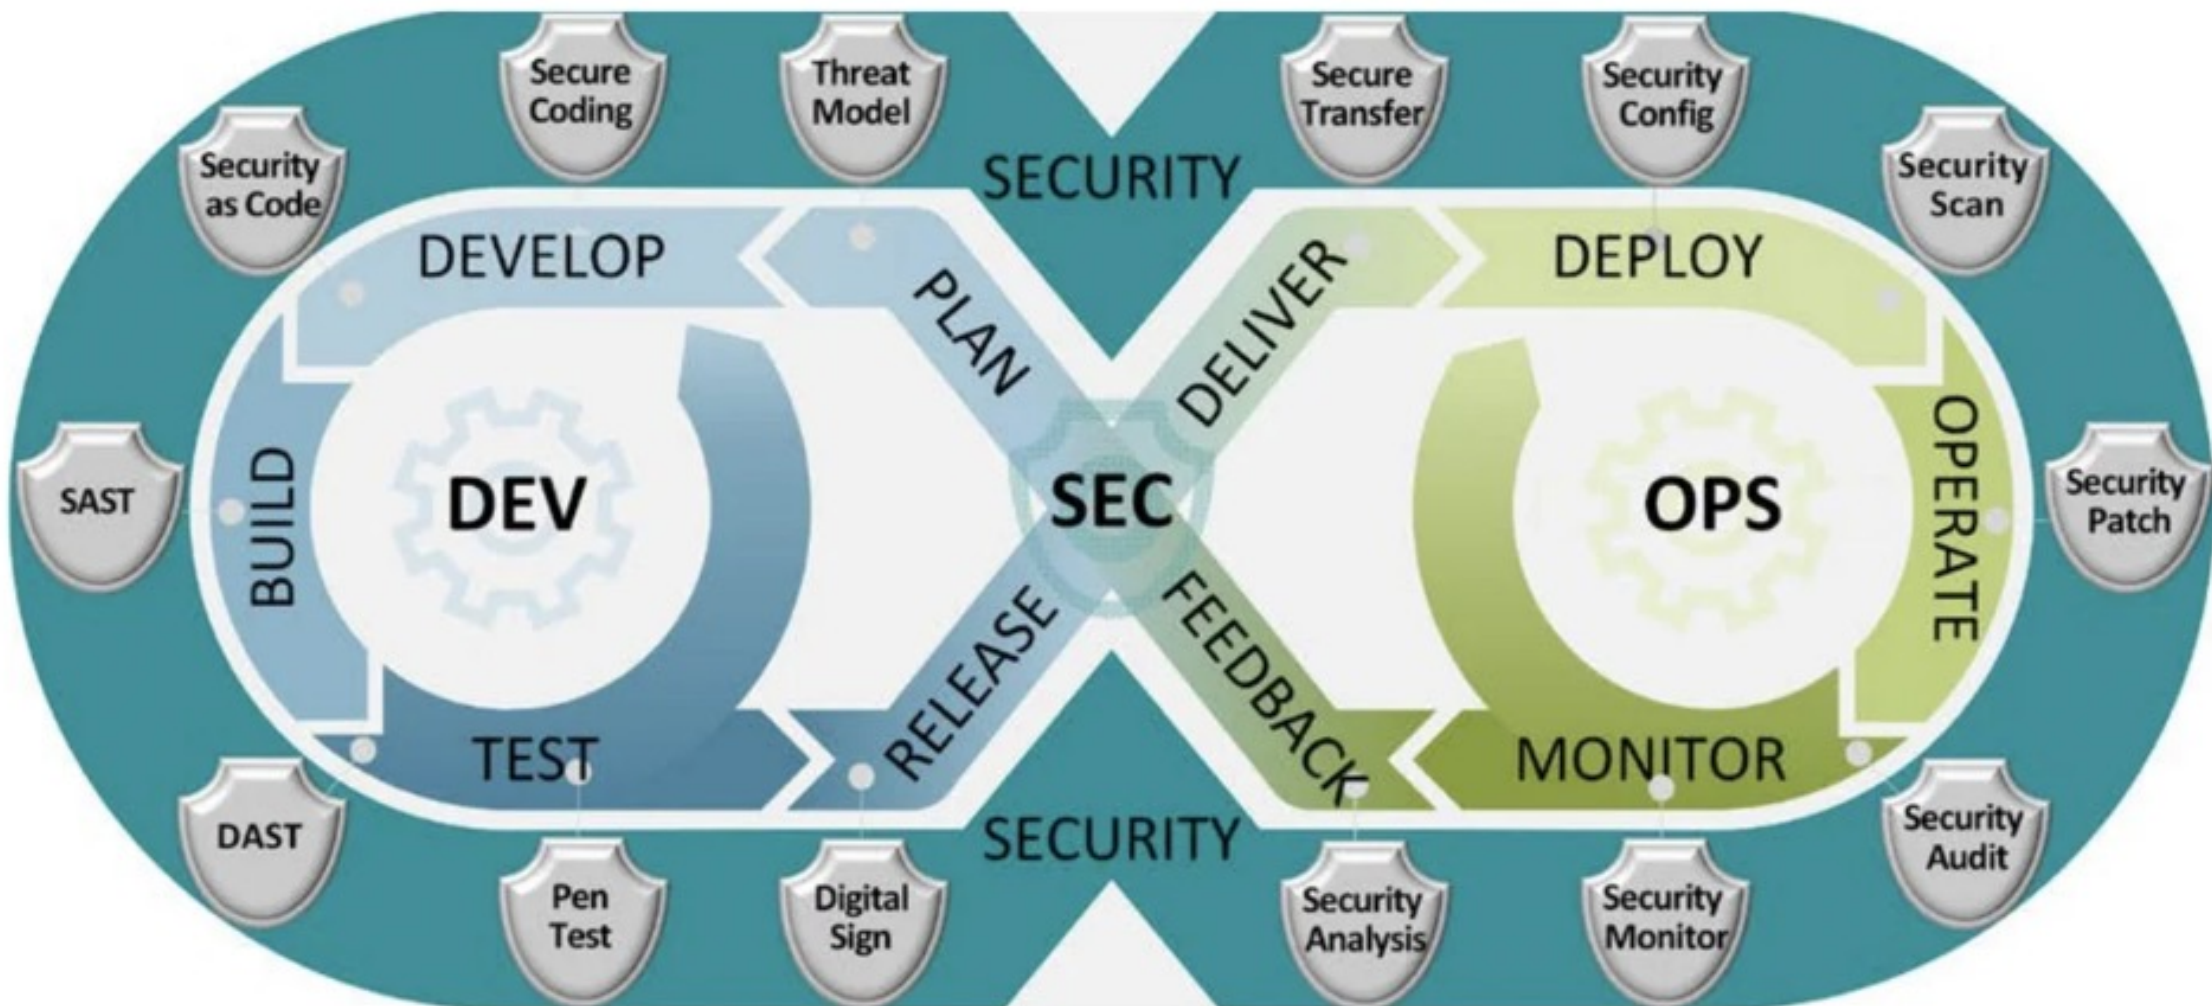 Secure
Coding
Threat
Model
Secure
Transfer
Security
Config
Security
as Code
Security
Scan
SECURITY
DEVELOP
PLAN
DELIVER
DEPLOY
SAST
BUILD
DEV
SEC
OPS
OPERATE
Security
Patch
TEST
RELEASE
FEEDBACK
MONITOR
DAST
SECURITY
Security
Audit
Pen
Test
Digital
Sign
Security
Analysis
Security
Monitor